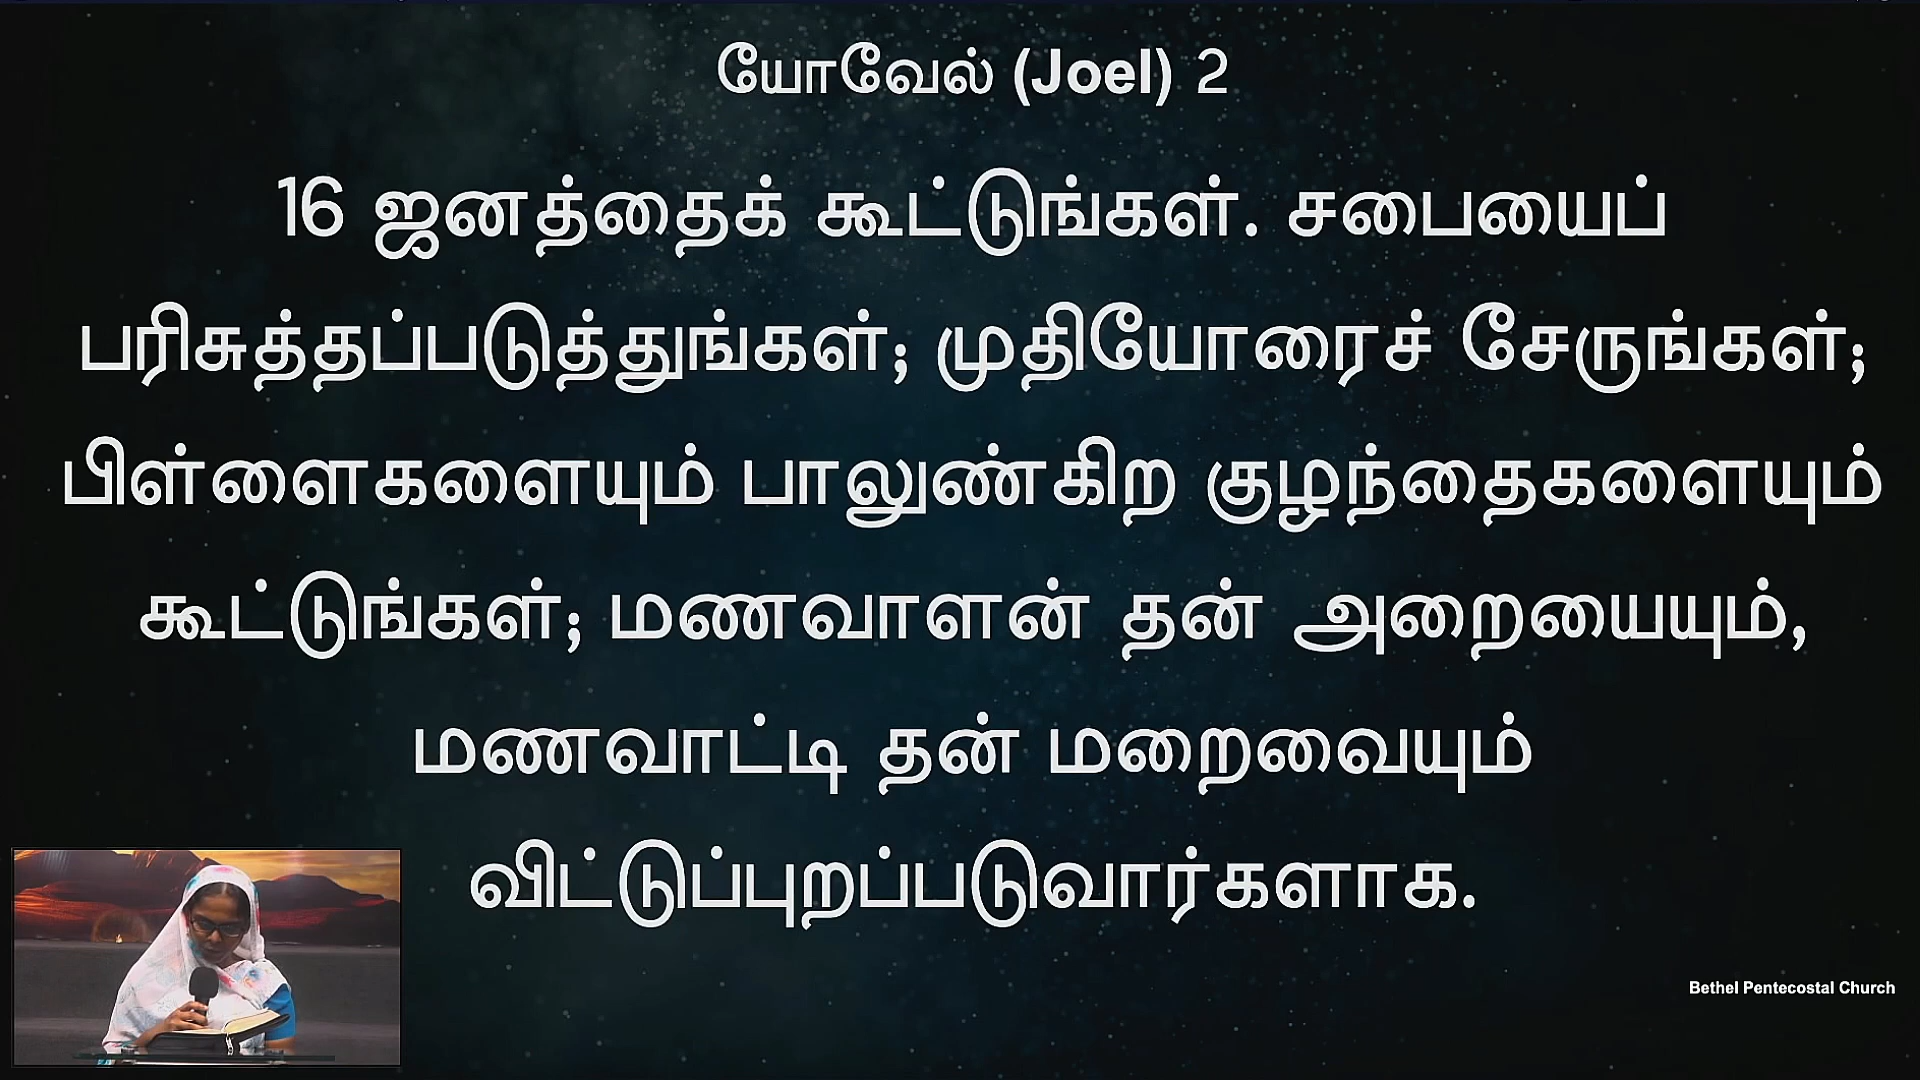 யோவேல் (Joel) 2
16 ஜனத்தைக் கூட்டுங்கள். சபையைப்
பரிசுத்தப்படுத்துங்கள்; முதியோரைச் சேருங்கள்;
பிள்ளைகளையும் பாலுண்கிற குழந்தைகளையும்
கூட்டுங்கள்; மணவாளன் தன் அறையையும்,
மணவாட்டி தன் மறைவையும்
விட்டுப்புறப்படுவார்களாக.
Bethel Pentecostal Church